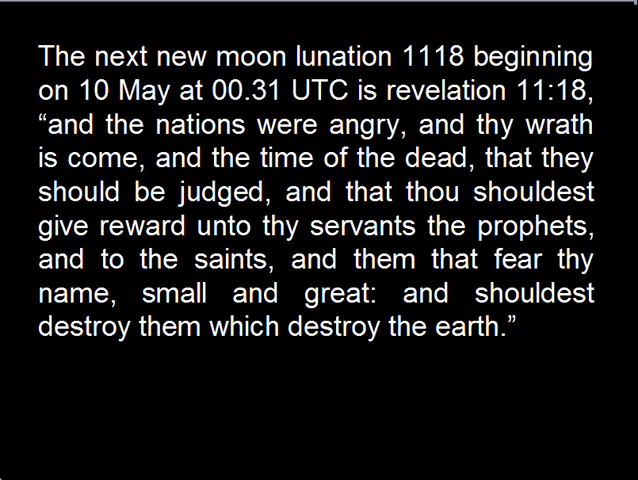 The next new moon lunation 1118 beginning
on 10 May at 00.31 UTC is revelation 11:18,
“and the nations were angry, and thy wrath
is come, and the time of the dead, that they
should be judged, and that thou shouldest
give reward unto thy servants the prophets,
and to the saints, and them that fear thy
name, small and great: and shouldest
destroy them which destroy the earth.”